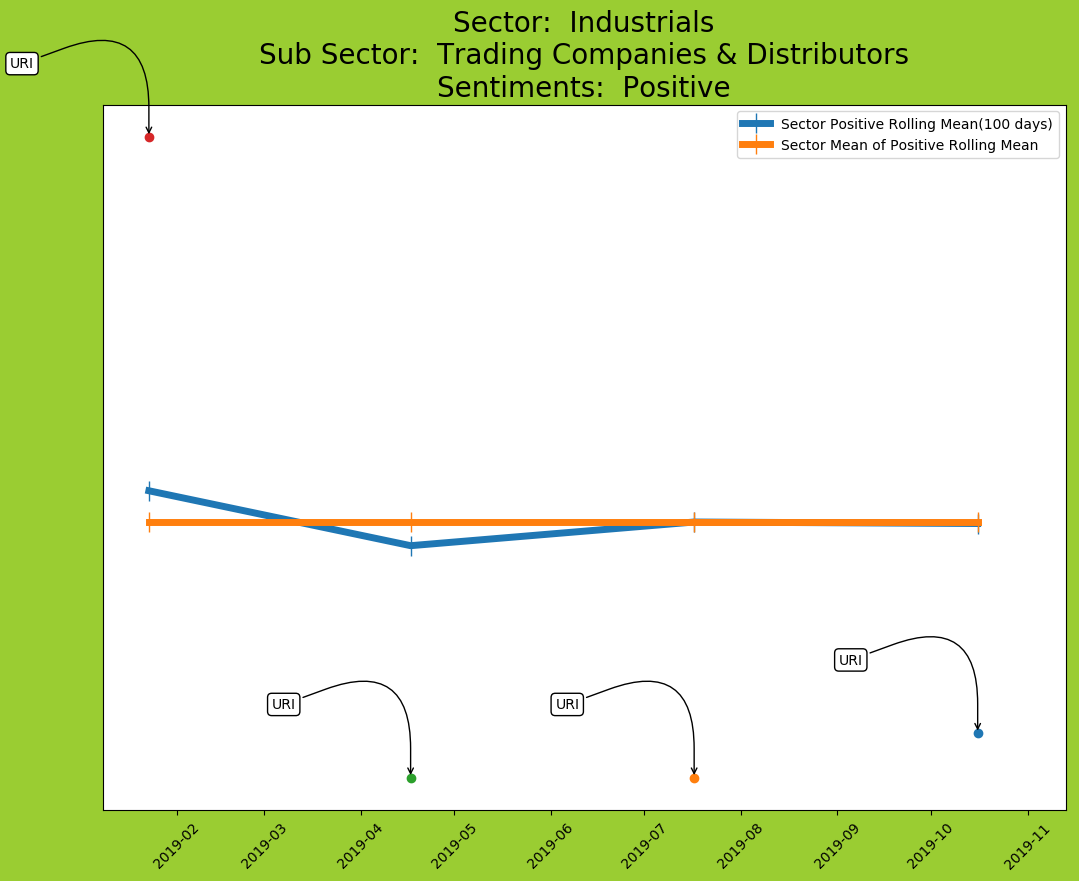 Sector:  Industrials
Sub Sector:  Trading Companies & Distributors
Sentiments:  Positive
URI
Sector Positive Rolling Mean(100 days)
Sector Mean of Positive Rolling Mean
URI
URI
URI
2019-02
2019-03
2019-04
2019-05
2019-06
2019-07
2019-08
2019-09
2019-10
2019-11